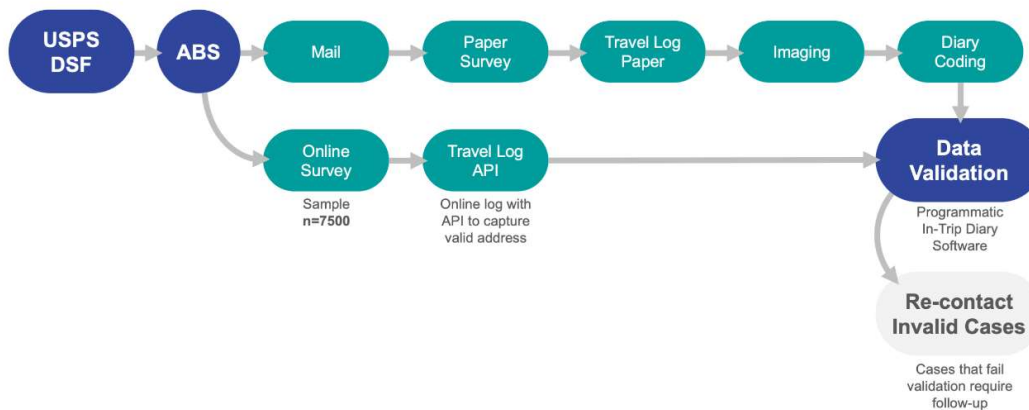 USPS
DSF
ABS
Mail
Paper
Survey
Travel Log
Paper
Imaging
Diary
Coding
Online
Survey
Travel Log
API
Data
Validation
Sample
n=7500
Online log with
API to capture
valid address
Programmatic
In-Trip Diary
Software
Re-contact
Invalid Cases
Cases that fail
validation require
follow-up